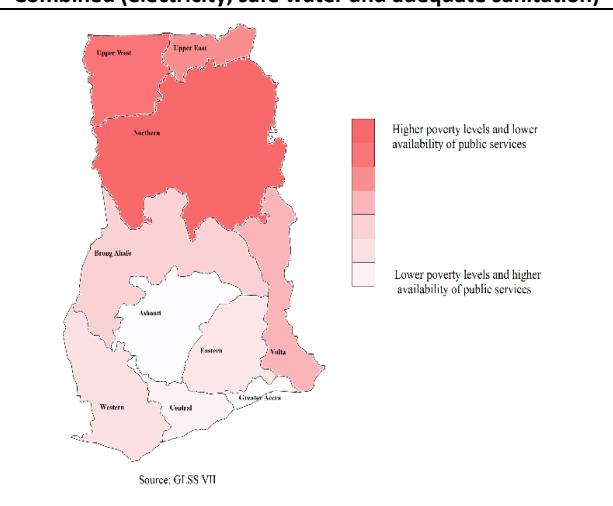 Combined (electricity, safe water and adequate sanitation)
Upper West
Upper East
Northern
Brong Ahafo
Ashanti
Eastern
Volta
Western
Central
Greater Accra
Higher poverty levels and lower
availability of public services
Lower poverty levels and higher
availability of public services
Source: GLSS VII